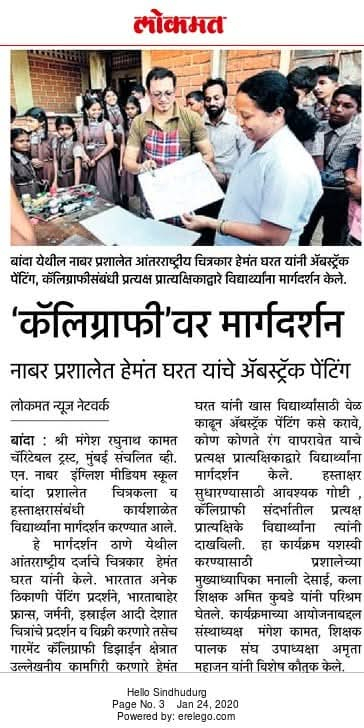 लोकमत
बांदा येथील नाबर प्रशालेत आंतरराष्ट्रीय चित्रकार हेमंत घरत यांनी ॲबस्ट्रॅक
पेंटिंग, कॅलिग्राफीसंबंधी प्रत्यक्ष प्रात्यक्षिकाद्वारे विद्यार्थ्यांना मार्गदर्शन केले.
‘कॅलिग्राफी’वर मार्गदर्शन
नाबर प्रशालेत हेमंत घरत यांचे ॲबस्ट्रॅक पेंटिंग
लोकमत न्यूज नेटवर्क
बांदा : श्री मंगेश रघुनाथ कामत
चॅरिटेबल ट्रस्ट, मुंबई संचलित व्ही.
एन. नाबर इंग्लिश मीडियम स्कूल
बांदा प्रशालेत चित्रकला व
हस्ताक्षरासंबंधी कार्यशाळेत
विद्यार्थ्यांना मार्गदर्शन करण्यात आले.
हे मार्गदर्शन ठाणे येथील
आंतरराष्ट्रीय दर्जाचे चित्रकार हेमंत
घरत यांनी केले. भारतात अनेक
ठिकाणी पेंटिंग प्रदर्शने, भारताबाहेर
फ्रान्स, जर्मनी, इस्राईल आदी देशात
चित्रांचे प्रदर्शन व विक्री करणारे तसेच
गारमेंट कॅलिग्राफी डिझाईन क्षेत्रात
उल्लेखनीय कामगिरी करणारे हेमंत
घरत यांनी खास विद्यार्थ्यांसाठी वेळ
काढून ॲबस्ट्रॅक पेंटिंग कसे करावे,
कोण कोणते रंग वापरावेत याचे
प्रत्यक्ष प्रात्यक्षिकाद्वारे विद्यार्थ्यांना
मार्गदर्शन केले. हस्ताक्षर
सुधारण्यासाठी आवश्यक गोष्टी ,
कॅलिग्राफी संदर्भातील प्रत्यक्ष
प्रात्यक्षिके विद्यार्थ्यांना त्यांनी
दाखविली. हा कार्यक्रम यशस्वी
करण्यासाठी प्रशालेच्या
मुख्याध्यापिका मनाली देसाई, कला
शिक्षक अमित कुबडे यांनी परिश्रम
घेतले. कार्यक्रमाच्या आयोजनाबद्दल
संस्थाध्यक्ष मंगेश कामत, शिक्षक
पालक संघ उपाध्यक्षा अमृता
महाजन यांनी विशेष कौतुक केले.
Hello Sindhudurg
Page No. 3 Jan 24, 2020
Powered by: erelego.com